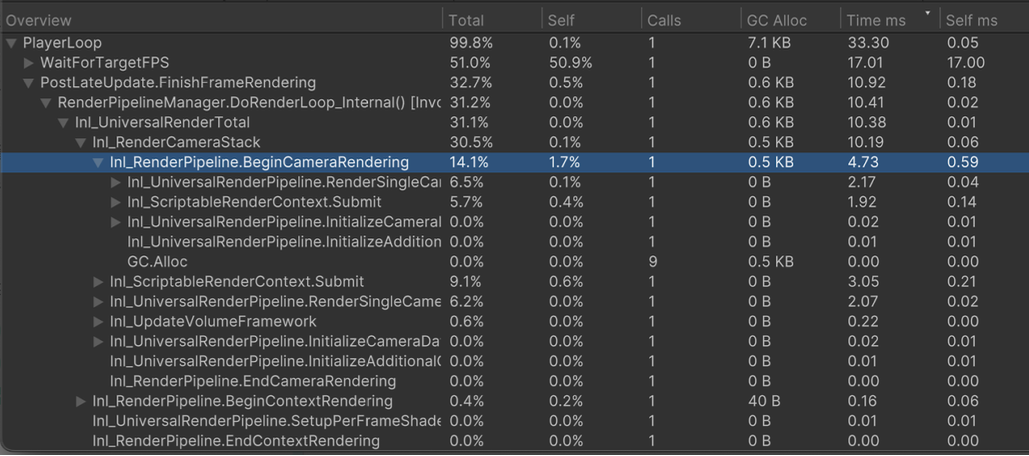 Overview Total Self Calls GC Alloc Time ms Self ms
PlayerLoop 99.8% 0.1% 1 7.1 KB 33.30 0.05
WaitForTargetFPS 51.0% 50.9% 1 0 B 17.01 17.00
PostLateUpdate.FinishFrameRendering 32.7% 0.5% 1 0.6 KB 10.92 0.18
RenderPipelineManager.DoRenderLoop_Internal() [Invc 31.2% 0.0% 1 0.6 KB 10.41 0.02
Inl_UniversalRenderTotal 31.1% 0.0% 1 0.6 KB 10.38 0.01
Inl_RenderCameraStack 30.5% 0.1% 1 0.5 KB 10.19 0.06
Inl_RenderPipeline.BeginCameraRendering 14.1% 1.7% 1 0.5 KB 4.73 0.59
Inl_UniversalRenderPipeline.RenderSingleCa 6.5% 0.1% 1 0 B 2.17 0.04
Inl_ScriptableRenderContext.Submit 5.7% 0.4% 1 0 B 1.92 0.14
Inl_UniversalRenderPipeline.InitializeCameral 0.0% 0.0% 1 0 B 0.02 0.01
Inl_UniversalRenderPipeline.InitializeAddition 0.0% 0.0% 1 0 B 0.01 0.01
GC.Alloc 0.0% 0.0% 9 0.5 KB 0.00 0.00
Inl_ScriptableRenderContext.Submit 9.1% 0.6% 1 0 B 3.05 0.21
Inl_UniversalRenderPipeline.RenderSingleCame 6.2% 0.0% 1 0 B 2.07 0.02
Inl_UpdateVolumeFramework 0.6% 0.0% 1 0 B 0.22 0.00
Inl_UniversalRenderPipeline.InitializeCameraDa 0.0% 0.0% 1 0 B 0.02 0.01
Inl_UniversalRenderPipeline.InitializeAdditional( 0.0% 0.0% 1 0 B 0.01 0.01
Inl_RenderPipeline.EndCameraRendering 0.0% 0.0% 1 0 B 0.00 0.00
Inl_RenderPipeline.BeginContextRendering 0.4% 0.2% 1 40 B 0.16 0.06
Inl_UniversalRenderPipeline.SetupPerFrameShade 0.0% 0.0% 1 0 B 0.01 0.01
Inl_RenderPipeline.EndContextRendering 0.0% 0.0% 1 0 B 0.00 0.00